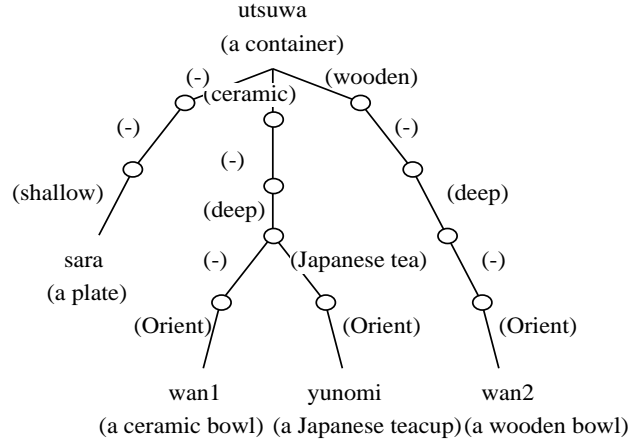 utsuwa
(a container)
(-)
(wooden)
(ceramic)
(-)
(-)
(-)
(shallow)
(deep)
(deep)
sara
(a plate)
(-)
(Japanese tea)
(-)
(Orient)
(Orient)
(Orient)
wan1
yunomi
wan2
(a ceramic bowl)
(a Japanese teacup)
(a wooden bowl)